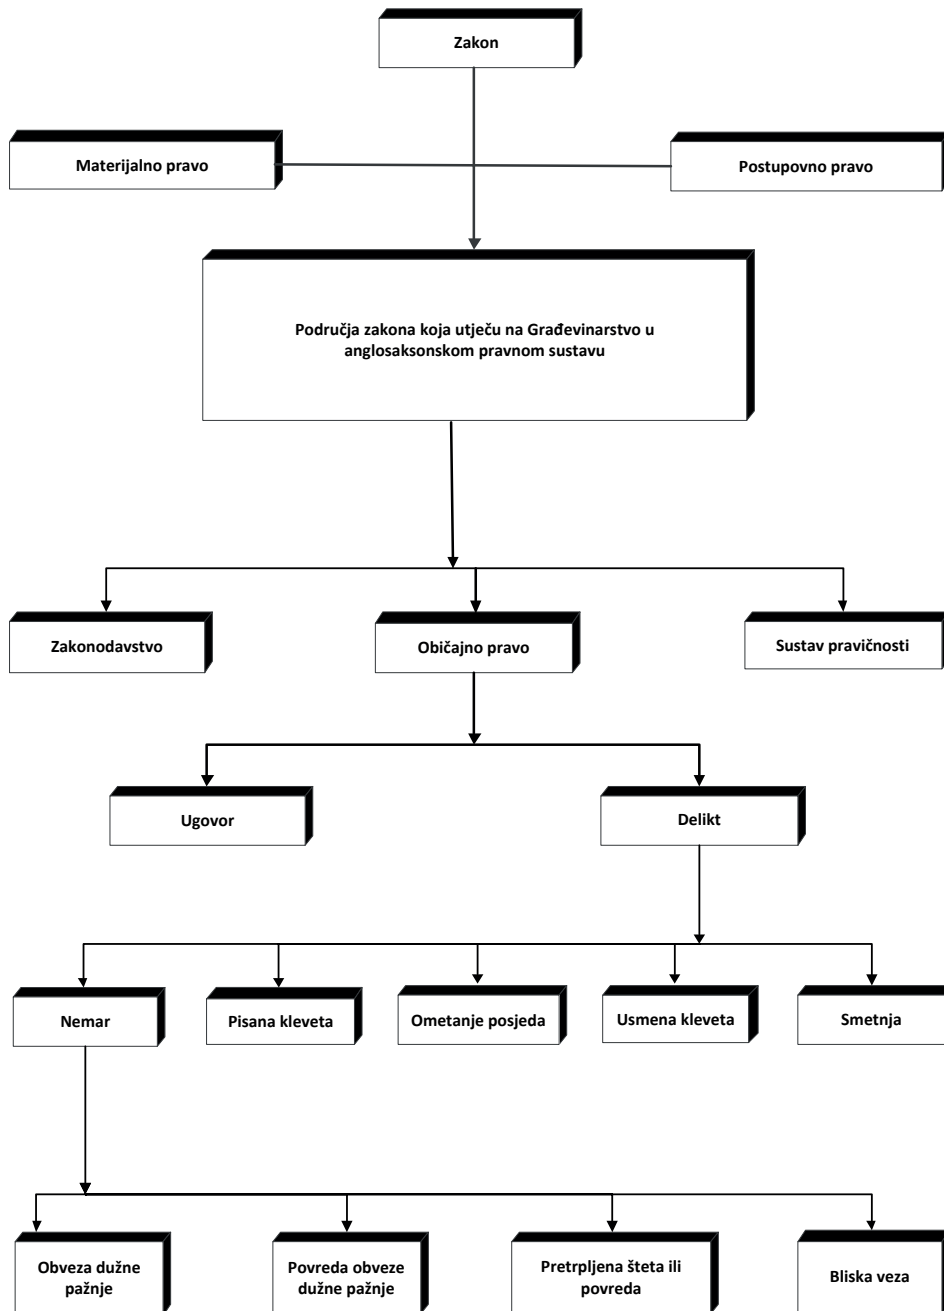 Zakon
Materijalno pravo
Postupovno pravo
Područja zakona koja utječu na Građevinarstvo u
anglosaksonskom pravnom sustavu
Zakonodavstvo
Običajno pravo
Sustav pravičnosti
Ugovor
Delikt
Nemar
Pisana kleveta
Ometanje posjeda
Usmena kleveta
Smetnja
Obveza dužne
pažnje
Povreda obveze
dužne pažnje
Pretrpljena šteta ili
povreda
Bliska veza